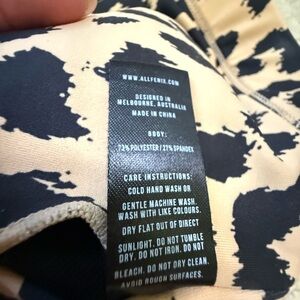 WWW.ALLFENIX.COM
DESIGNED IN
MELBOURNE, AUSTRALIA
MADE IN CHINA
BODY:
73% POLYESTER / 27% SPANDEX
CARE INSTRUCTIONS:
COLD HAND WASH OR
GENTLE MACHINE WASH.
WASH WITH LIKE COLOURS.
DRY FLAT OUT OF DIRECT
SUNLIGHT. DO NOT TUMBLE
DRY. DO NOT IRON. DO NOT
BLEACH. DO NOT DRY CLEAN.
AVOID ROUGH SURFACES.